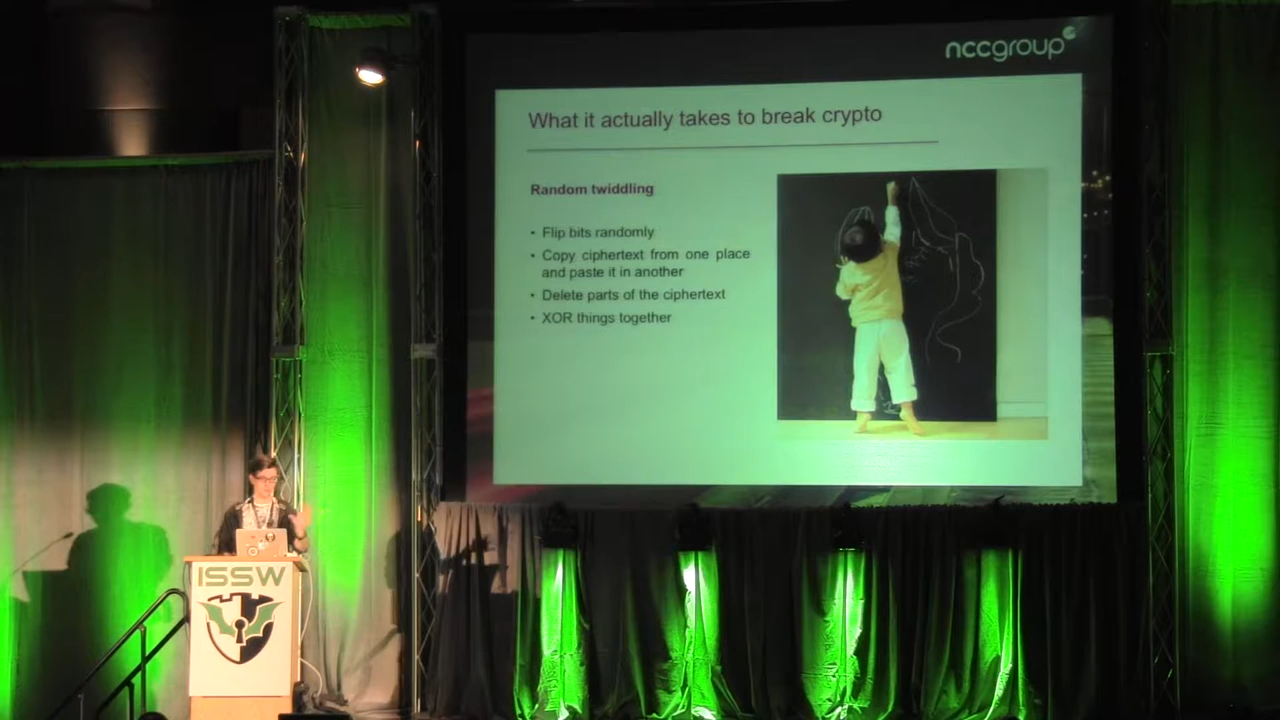 nccgroup
What it actually takes to break crypto
Random twiddling
• Flip bits randomly
• Copy ciphertext from one place
and paste it in another
• Delete parts of the ciphertext
• XOR things together
ISSW